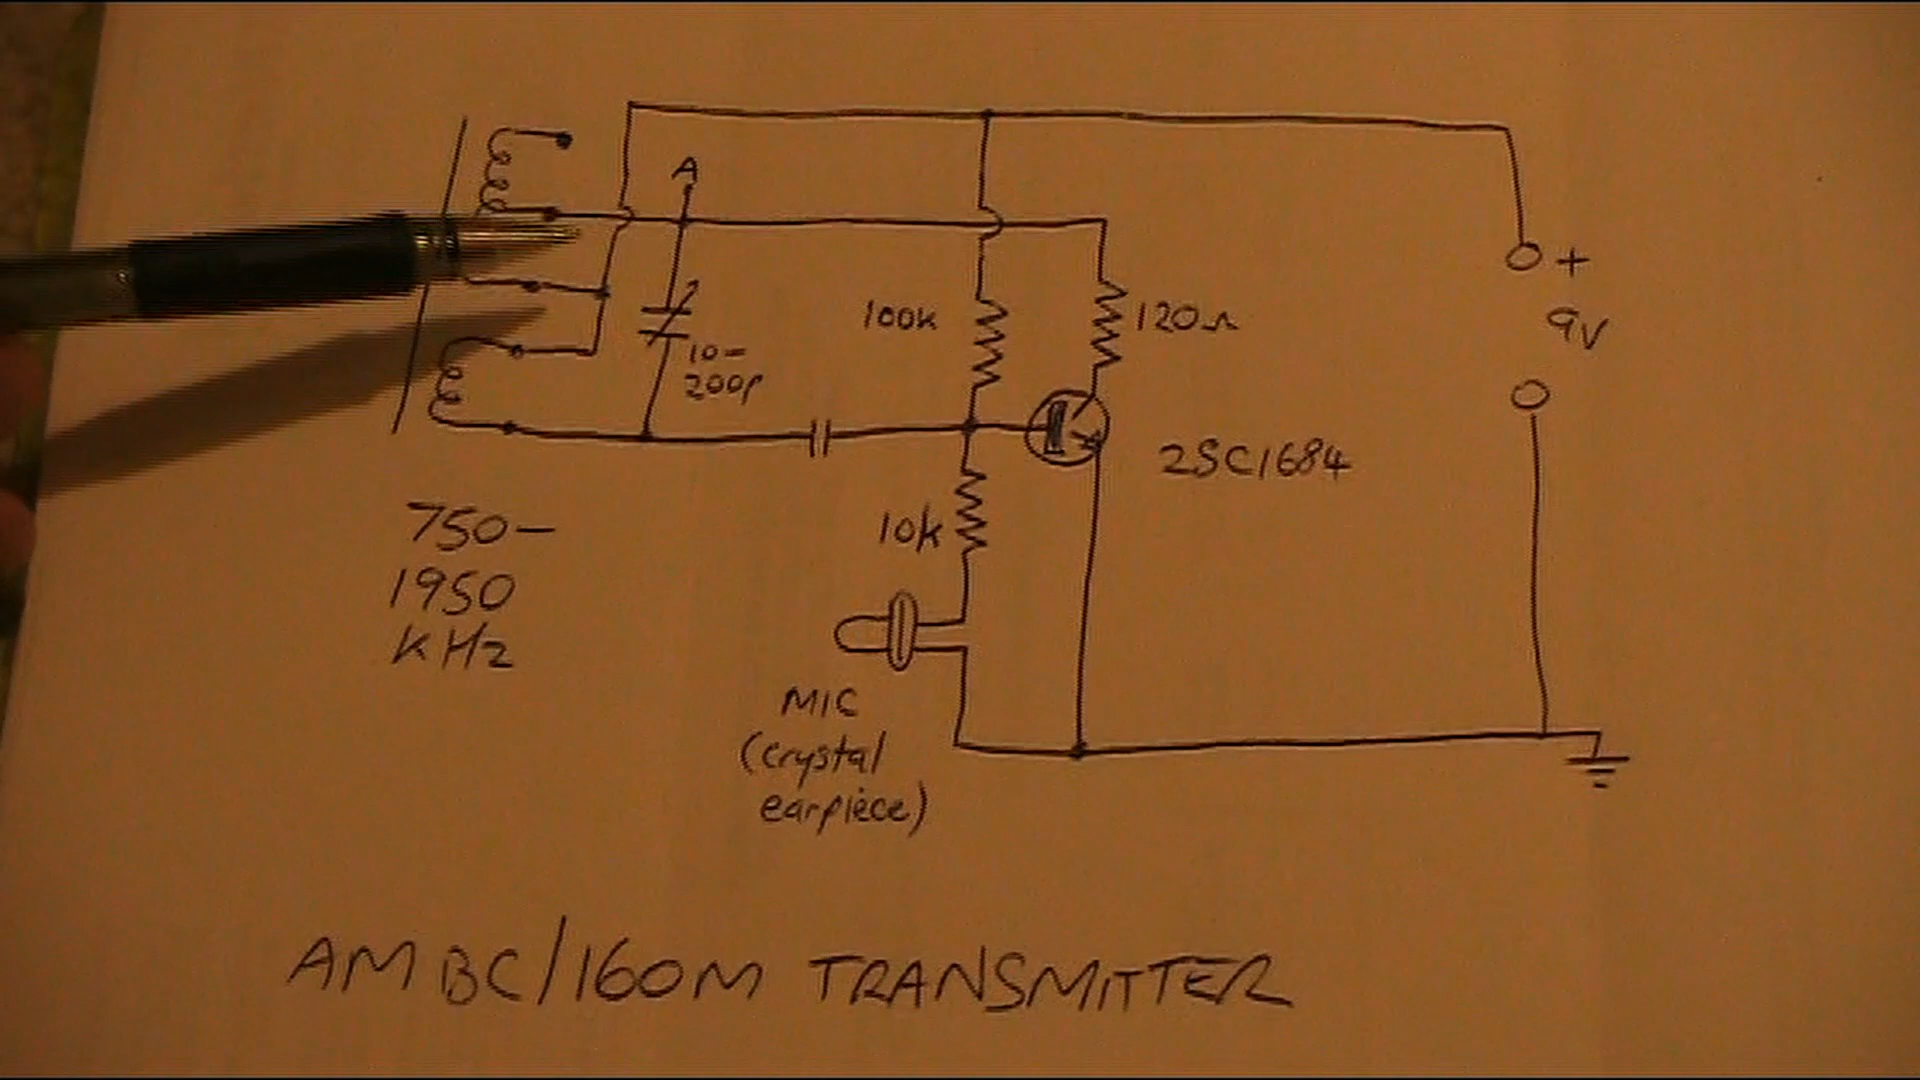 A
+
9V
100k
120Ω
10-
200p
2SC1684
10k
750-
1950
kHz
MIC
(crystal
earpiece)
AM BC/160M TRANSMITTER